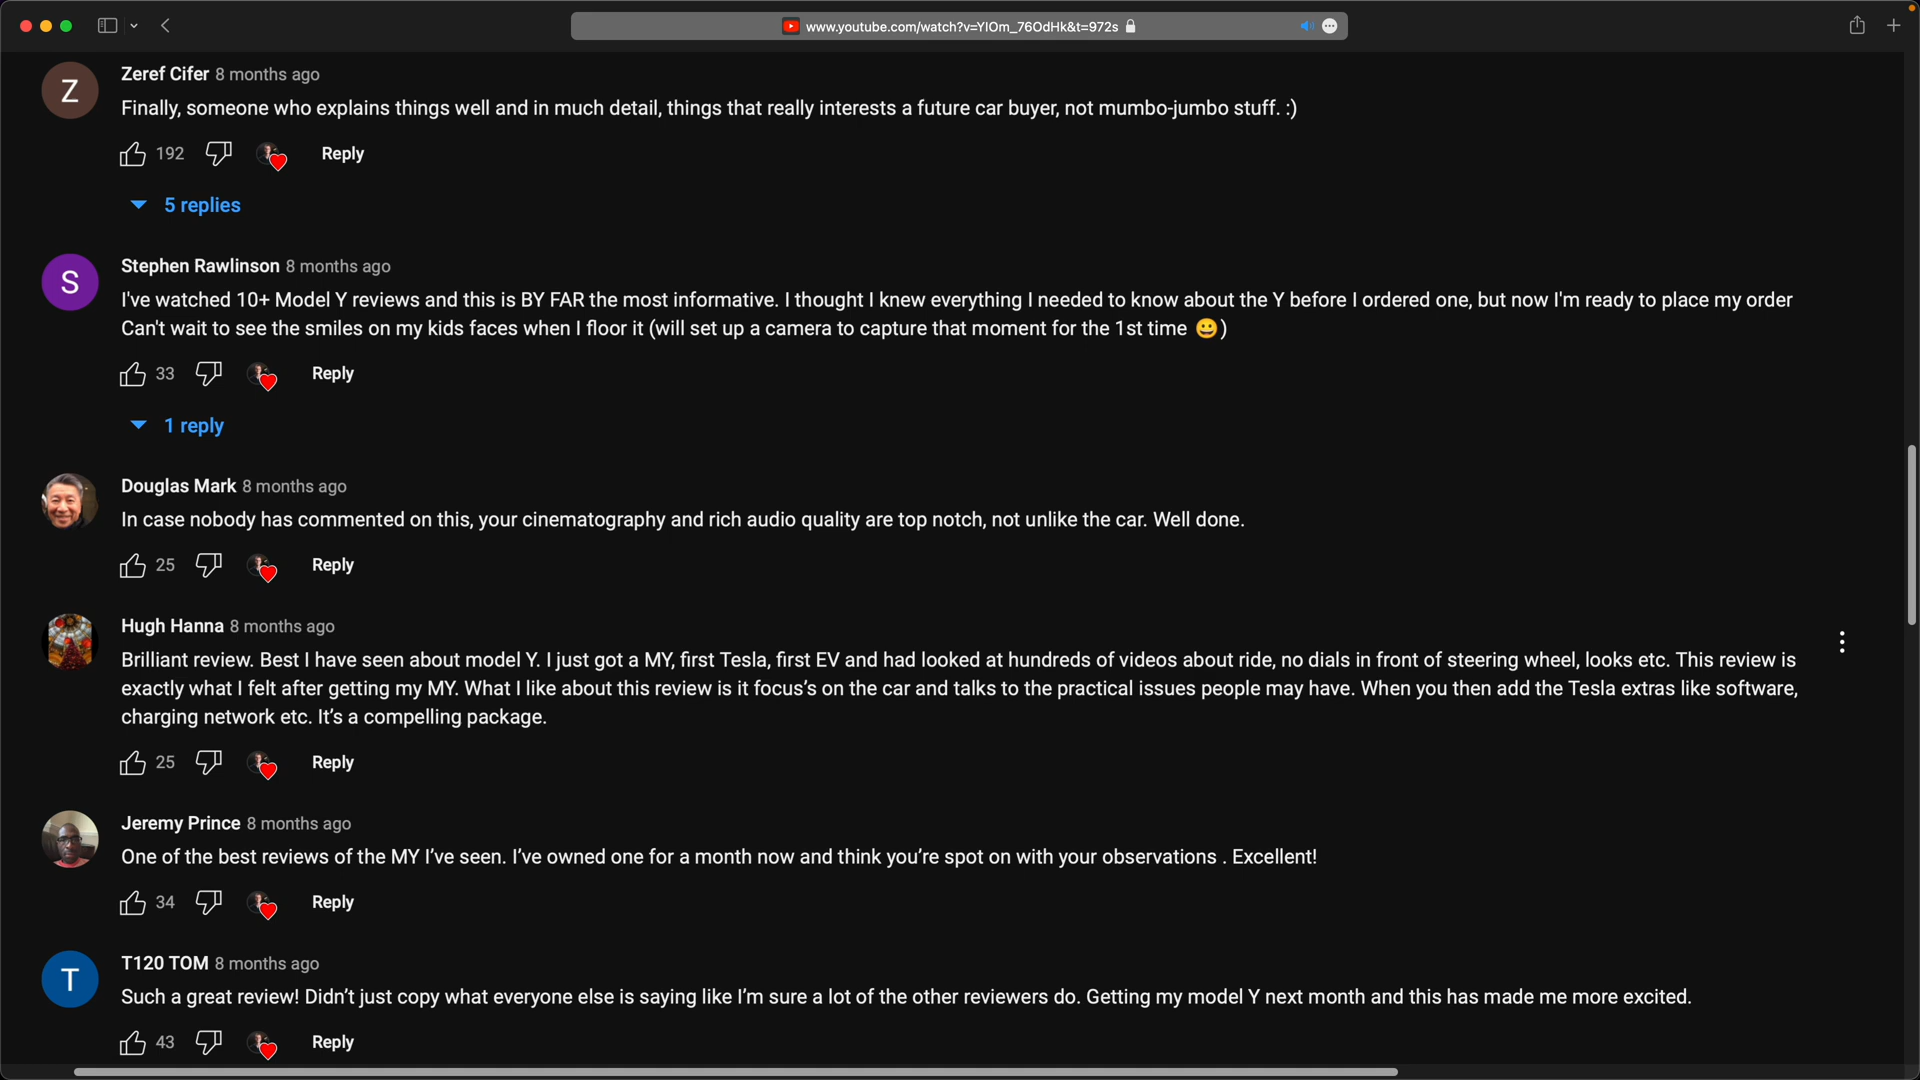 www.youtube.com/watch?v=YIOm_76OdHk&t=972s
Z
Zeref Cifer 8 months ago
Finally, someone who explains things well and in much detail, things that really interests a future car buyer, not mumbo-jumbo stuff. :)
192 Reply
5 replies
S
Stephen Rawlinson 8 months ago
I've watched 10+ Model Y reviews and this is BY FAR the most informative. I thought I knew everything I needed to know about the Y before I ordered one, but now I'm ready to place my order
Can't wait to see the smiles on my kids faces when I floor it (will set up a camera to capture that moment for the 1st time 😀)
33 Reply
1 reply
Douglas Mark 8 months ago
In case nobody has commented on this, your cinematography and rich audio quality are top notch, not unlike the car. Well done.
25 Reply
Hugh Hanna 8 months ago
Brilliant review. Best I have seen about model Y. I just got a MY, first Tesla, first EV and had looked at hundreds of videos about ride, no dials in front of steering wheel, looks etc. This review is
exactly what I felt after getting my MY. What I like about this review is it focus’s on the car and talks to the practical issues people may have. When you then add the Tesla extras like software,
charging network etc. It’s a compelling package.
25 Reply
Jeremy Prince 8 months ago
One of the best reviews of the MY I’ve seen. I’ve owned one for a month now and think you’re spot on with your observations . Excellent!
34 Reply
T
T120 TOM 8 months ago
Such a great review! Didn’t just copy what everyone else is saying like I’m sure a lot of the other reviewers do. Getting my model Y next month and this has made me more excited.
43 Reply